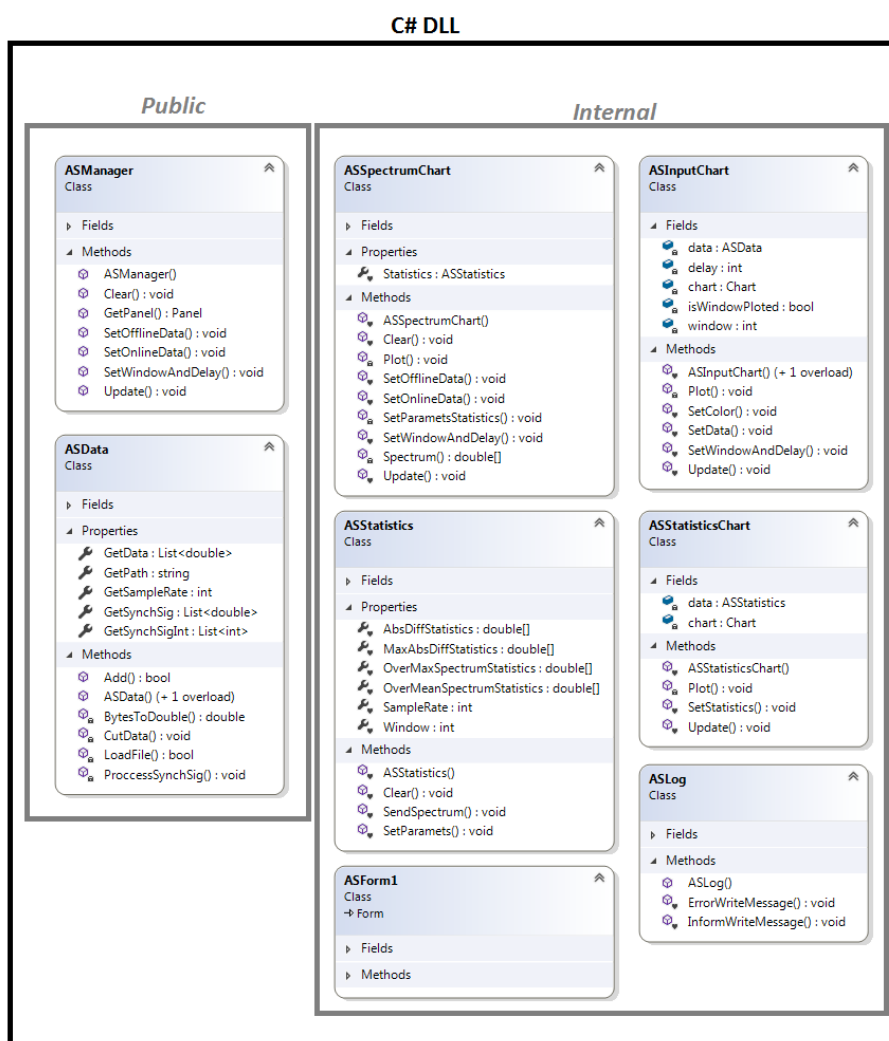 C# DLL
Public
ASManager
Class
Fields
Methods
ASManager()
Clear() : void
GetPanel() : Panel
SetOfflineData() : void
SetOnlineData() : void
SetWindowAndDelay() : void
Update() : void
ASData
Class
Fields
Properties
GetData : List<double>
GetPath : string
GetSampleRate : int
GetSynchSig : List<double>
GetSynchSigInt : List<int>
Methods
Add() : bool
ASData() (+ 1 overload)
BytesToDouble() : double
CutData() : void
LoadFile() : bool
ProccessSynchSig() : void
Internal
ASSpectrumChart
Class
Fields
Properties
Statistics : ASStatistics
Methods
ASSpectrumChart()
Clear() : void
Plot() : void
SetOfflineData() : void
SetOnlineData() : void
SetParametsStatistics() : void
SetWindowAndDelay() : void
Spectrum() : double[]
Update() : void
ASStatistics
Class
Fields
Properties
AbsDiffStatistics : double[]
MaxAbsDiffStatistics : double[]
OverMaxSpectrumStatistics : double[]
OverMeanSpectrumStatistics : double[]
SampleRate : int
Window : int
Methods
ASStatistics()
Clear() : void
SendSpectrum() : void
SetParamets() : void
ASForm1
Class
Form
Fields
Methods
ASInputChart
Class
Fields
data : ASData
delay : int
chart : Chart
isWindowPloted : bool
window : int
Methods
ASInputChart() (+ 1 overload)
Plot() : void
SetColor() : void
SetData() : void
SetWindowAndDelay() : void
Update() : void
ASStatisticsChart
Class
Fields
data : ASStatistics
chart : Chart
Methods
ASStatisticsChart()
Plot() : void
SetStatistics() : void
Update() : void
ASLog
Class
Fields
Methods
ASLog()
ErrorWriteMessage() : void
InformWriteMessage() : void